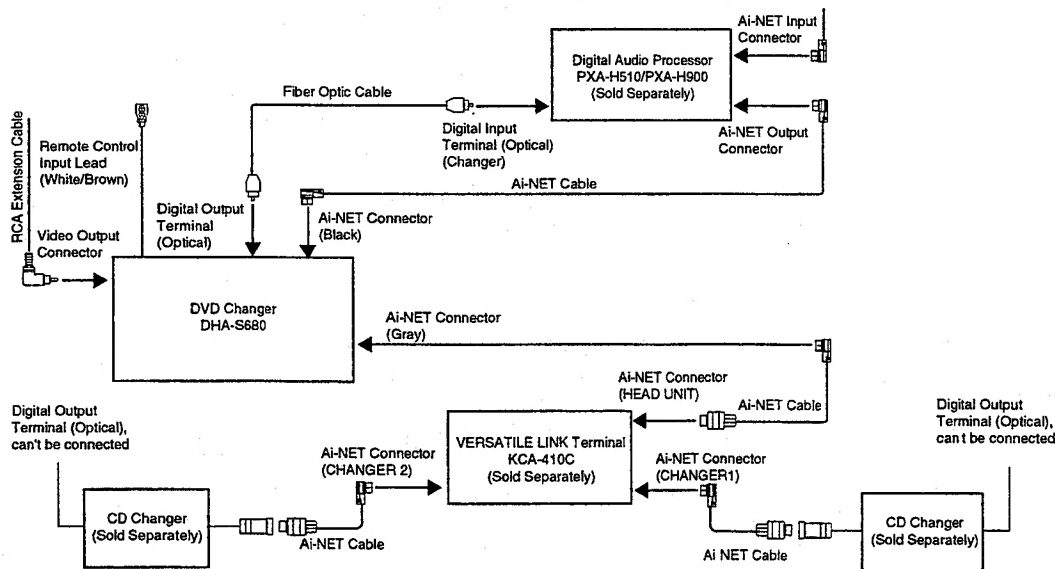 Ai-NET Input
Connector
Digital Audio Processor
PXA-H510/PXA-H900
(Sold Separately)
Fiber Optic Cable
Digital Input
Terminal (Optical)
(Changer)
Ai-NET Output
Connector
RCA Extension Cable
Remote Control
Input Lead
(White/Brown)
Ai-NET Cable
Digital Output
Terminal
(Optical)
Ai-NET Connector
(Black)
Video Output
Connector
DVD Changer
DHA-S680
Ai-NET Connector
(Gray)
Ai-NET Connector
(HEAD UNIT)
Ai-NET Cable
Digital Output
Terminal (Optical),
can't be connected
Digital Output
Terminal (Optical),
can t be connected
VERSATILE LINK Terminal
KCA-410C
(Sold Separately)
Ai-NET Connector
(CHANGER 2)
Ai-NET Connector
(CHANGER1)
CD Changer
(Sold Separately)
Ai-NET Cable
Ai NET Cable
CD Changer
(Sold Separately)